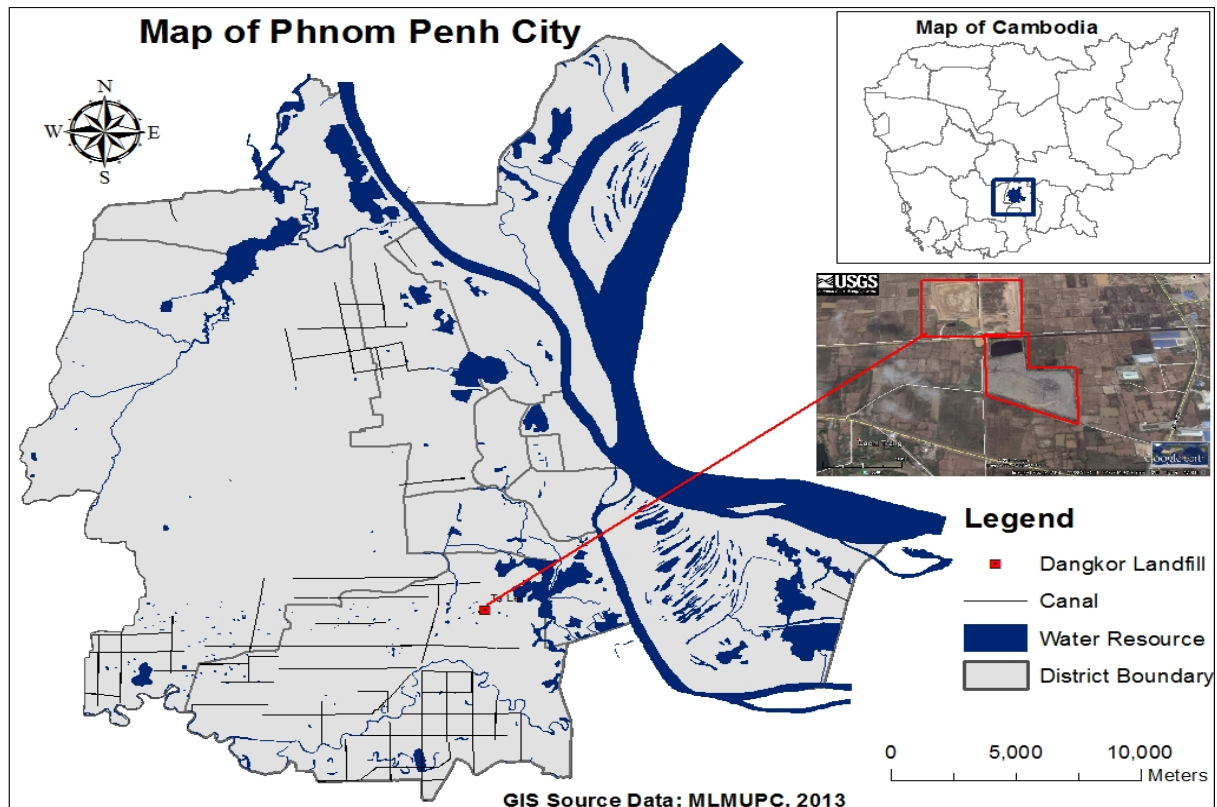 Map of Phnom Penh City
Map of Cambodia
N
W E
S
USGS
Google earth
Legend
Dangkor Landfill
Canal
Water Resource
District Boundary
0 5,000 10,000
Meters
GIS Source Data: MLMUPC, 2013